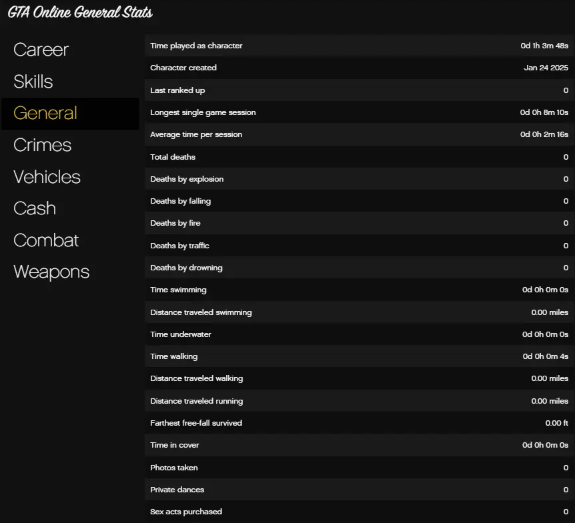 GTA Online General Stats
Career
Skills
General
Crimes
Vehicles
Cash
Combat
Weapons
Time played as character 0d 1h 3m 48s
Character created Jan 24 2025
Last ranked up 0
Longest single game session 0d 0h 8m 10s
Average time per session 0d 0h 2m 16s
Total deaths 0
Deaths by explosion 0
Deaths by falling 0
Deaths by fire 0
Deaths by traffic 0
Deaths by drowning 0
Time swimming 0d 0h 0m 0s
Distance traveled swimming 0.00 miles
Time underwater 0d 0h 0m 0s
Time walking 0d 0h 0m 4s
Distance traveled walking 0.00 miles
Distance traveled running 0.00 miles
Farthest free-fall survived 0.00 ft
Time in cover 0d 0h 0m 0s
Photos taken 0
Private dances 0
Sex acts purchased 0